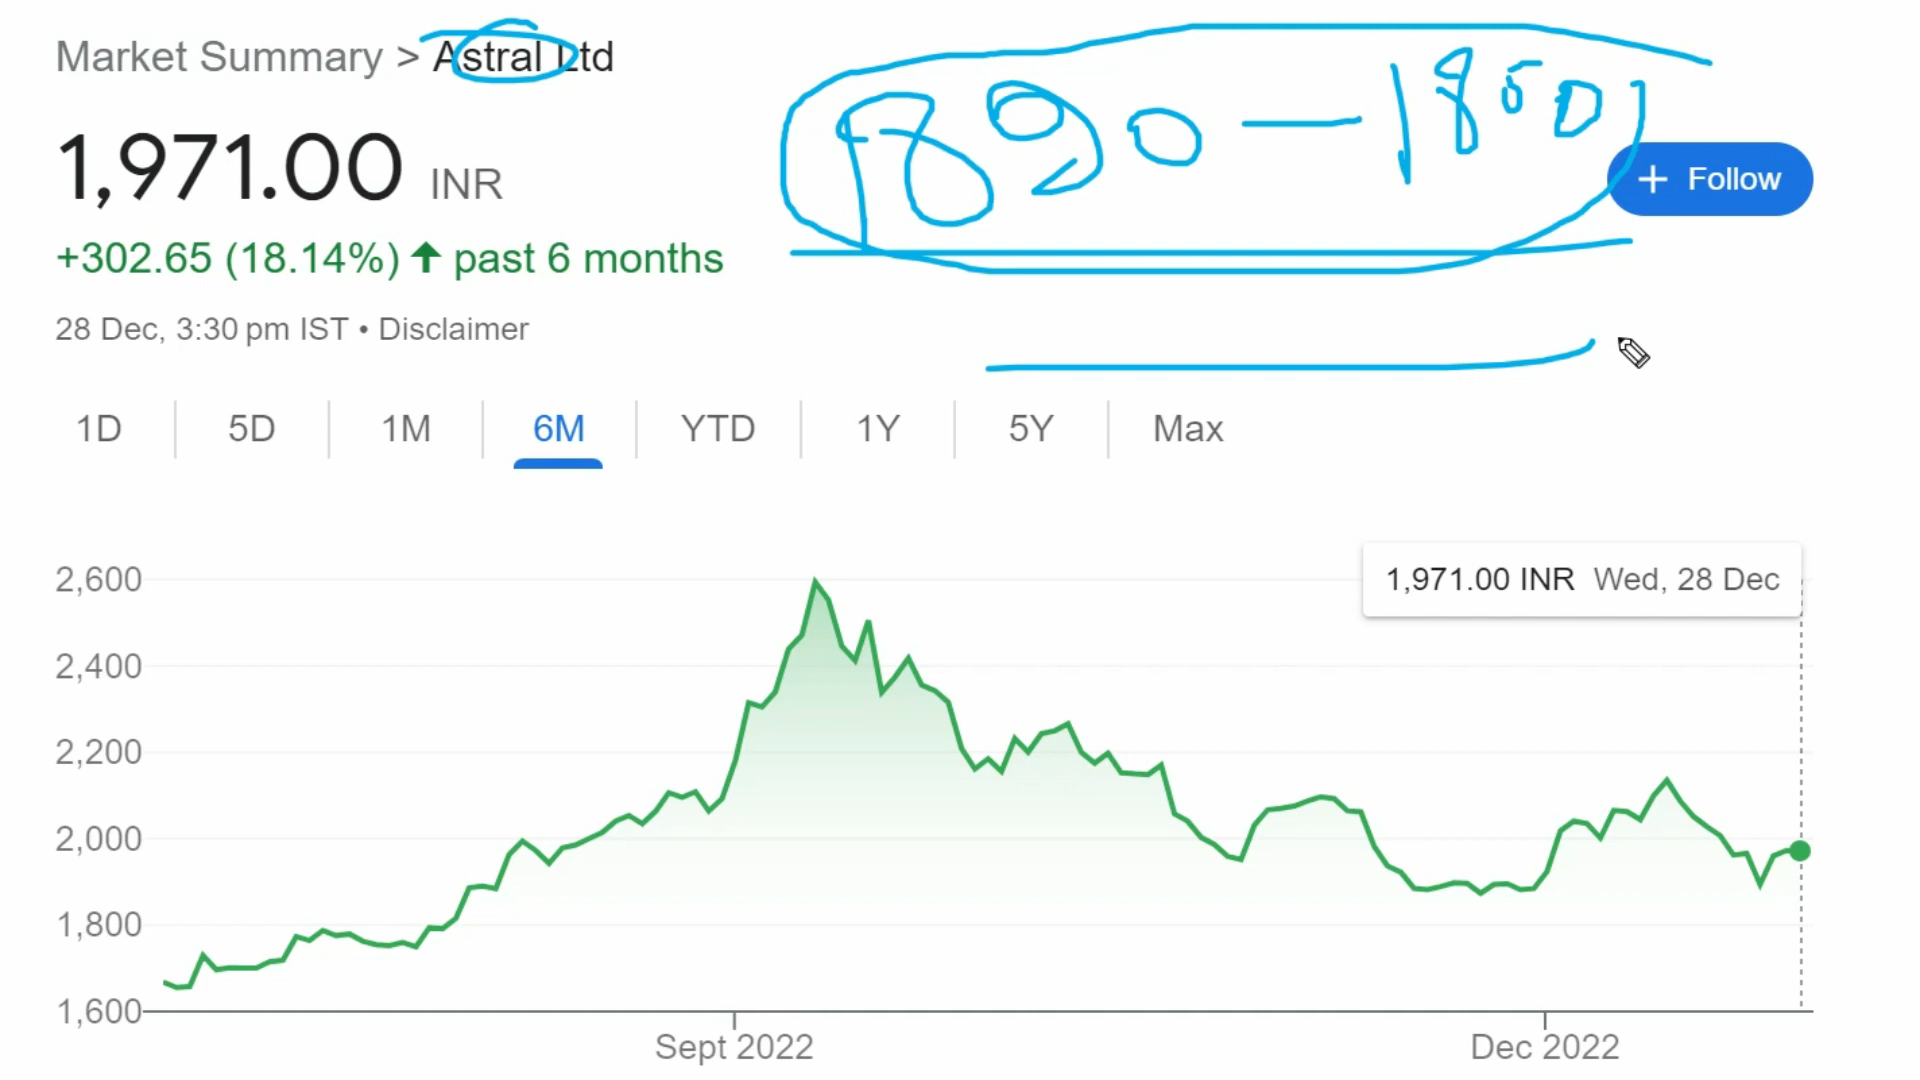 Market Summary > Astral Ltd
1890 – 1850
1,971.00 INR
+ Follow
+302.65 (18.14%) ↑ past 6 months
28 Dec, 3:30 pm IST • Disclaimer
1D 5D 1M 6M YTD 1Y 5Y Max
1,971.00 INR Wed, 28 Dec
2,600
2,400
2,200
2,000
1,800
1,600
Sept 2022 Dec 2022